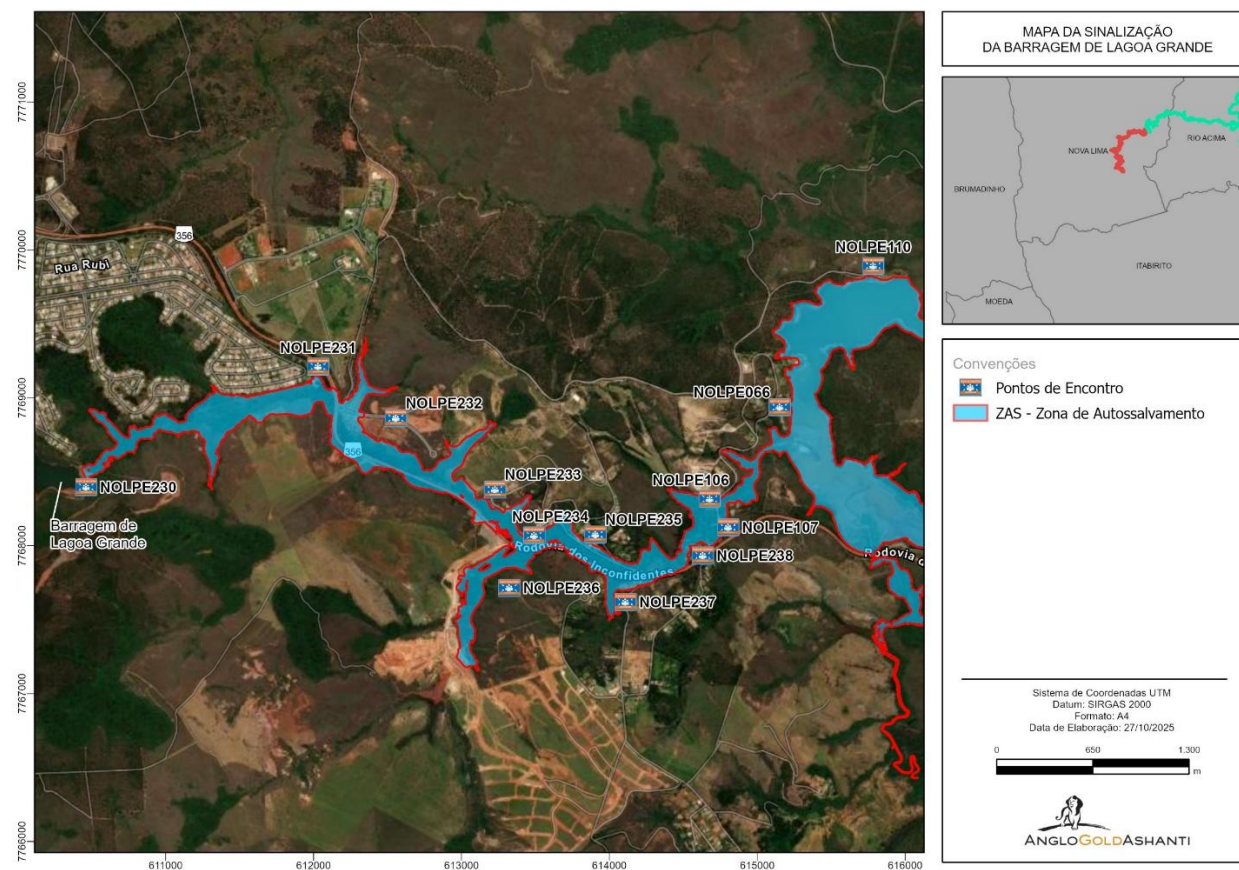 MAPA DA SINALIZAÇÃO
DA BARRAGEM DE LAGOA GRANDE
NOVA LIMA
RIO ACIMA
BRUMADINHO
ITABIRITO
MOEDA
7771000
7770000
7769000
7768000
7767000
7766000
356
Rua Rubi
NOLPE110
NOLPE231
NOLPE066
NOLPE232
356
NOLPE233
NOLPE106
NOLPE230
NOLPE234
NOLPE235
NOLPE107
Barragem de
Lagoa Grande
Rodovia dos Inconfidentes
NOLPE238
Rodovia d
NOLPE236
NOLPE237
611000
612000
613000
614000
615000
616000
Convenções
Pontos de Encontro
ZAS - Zona de Autossalvamento
Sistema de Coordenadas UTM
Datum: SIRGAS 2000
Formato: A4
Data de Elaboração: 27/10/2025
0 650 1.300
m
ANGLOGOLDASHANTI